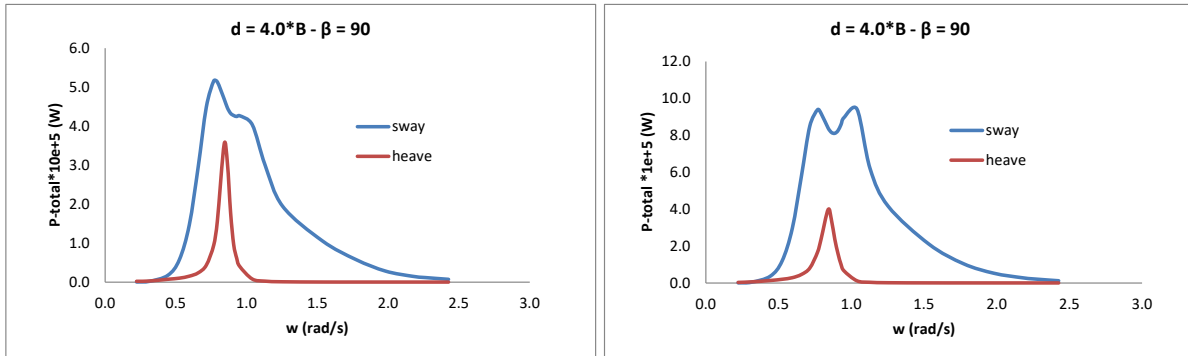 d = 4.0*B - β = 90
6.0
5.0
4.0
3.0
2.0
1.0
0.0
P-total*10e+5 (W)
sway
heave
0.0 0.5 1.0 1.5 2.0 2.5 3.0
w (rad/s)
d = 4.0*B - β = 90
12.0
10.0
8.0
6.0
4.0
2.0
0.0
P-total *1e+5 (W)
sway
heave
0.0 0.5 1.0 1.5 2.0 2.5 3.0
w (rad/s)